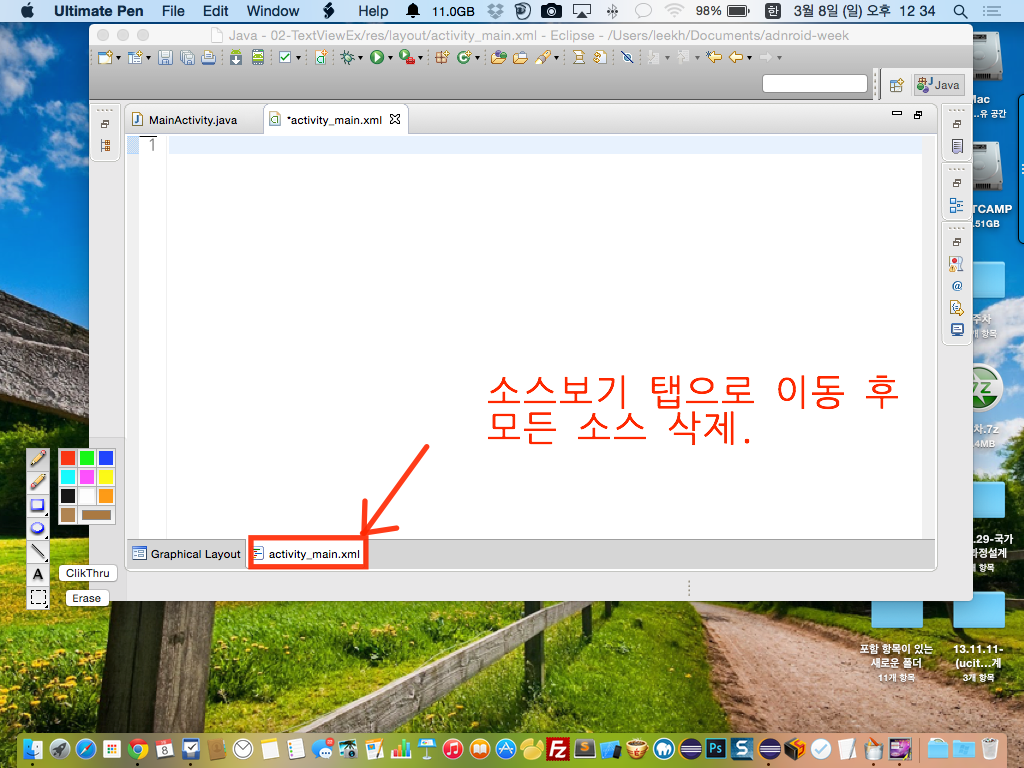 Ultimate Pen File Edit Window Help 11.0GB 98% 한 3월 8일 (일) 오후 12 34
Java - 02-TextViewEx/res/layout/activity_main.xml - Eclipse - /Users/leekh/Documents/adnroid-week
Java
MainActivity.java
*activity_main.xml
1
소스보기 탭으로 이동 후
모든 소스 삭제.
Graphical Layout
activity_main.xml
A
ClikThru
Erase
Mac
...유 공간
TCAMP
.51GB
주차
개 항목
7z
차.7z
.4MB
.29-국가
과정설계
개 항목
포함 항목이 있는
새로운 폴더
11개 항목
13.11.11-
(ucit...계
3개 항목
8
Fz
S
Ps
S